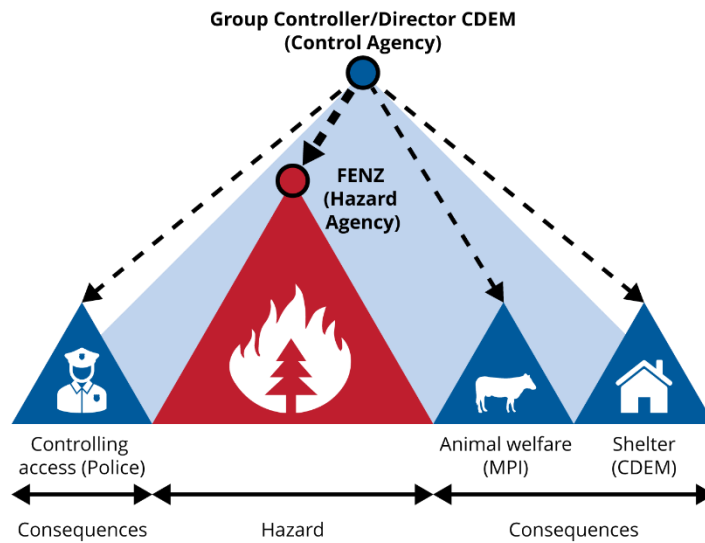 Group Controller/Director CDEM
(Control Agency)
FENZ
(Hazard
Agency)
Controlling
access (Police)
Animal welfare
(MPI)
Shelter
(CDEM)
Consequences
Hazard
Consequences